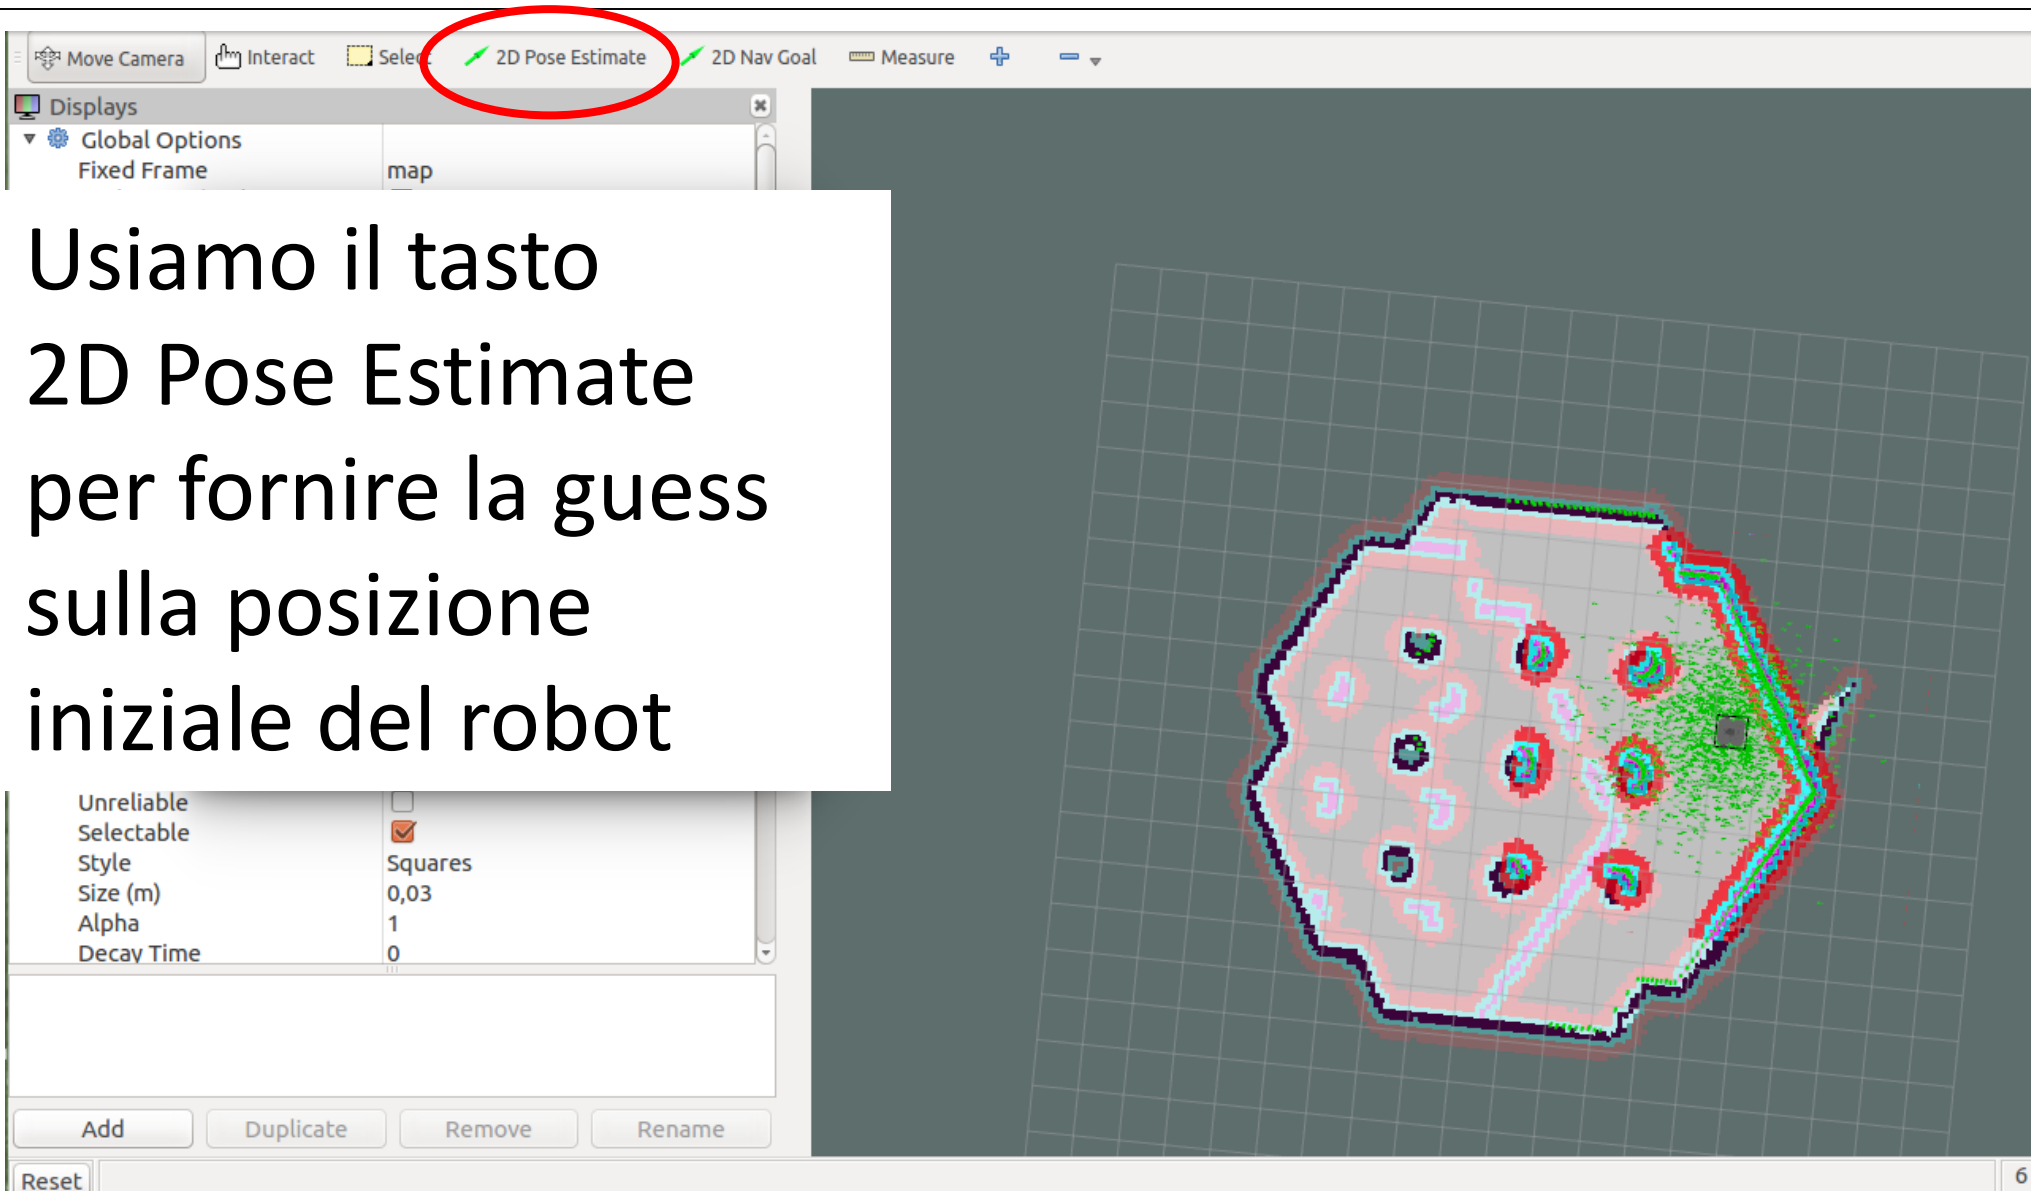 Move Camera Interact Select 2D Pose Estimate 2D Nav Goal Measure
Displays
Global Options
Fixed Frame map
Usiamo il tasto
2D Pose Estimate
per fornire la guess
sulla posizione
iniziale del robot
Unreliable
Selectable
Style Squares
Size (m) 0,03
Alpha 1
Decay Time 0
Add Duplicate Remove Rename
Reset 6